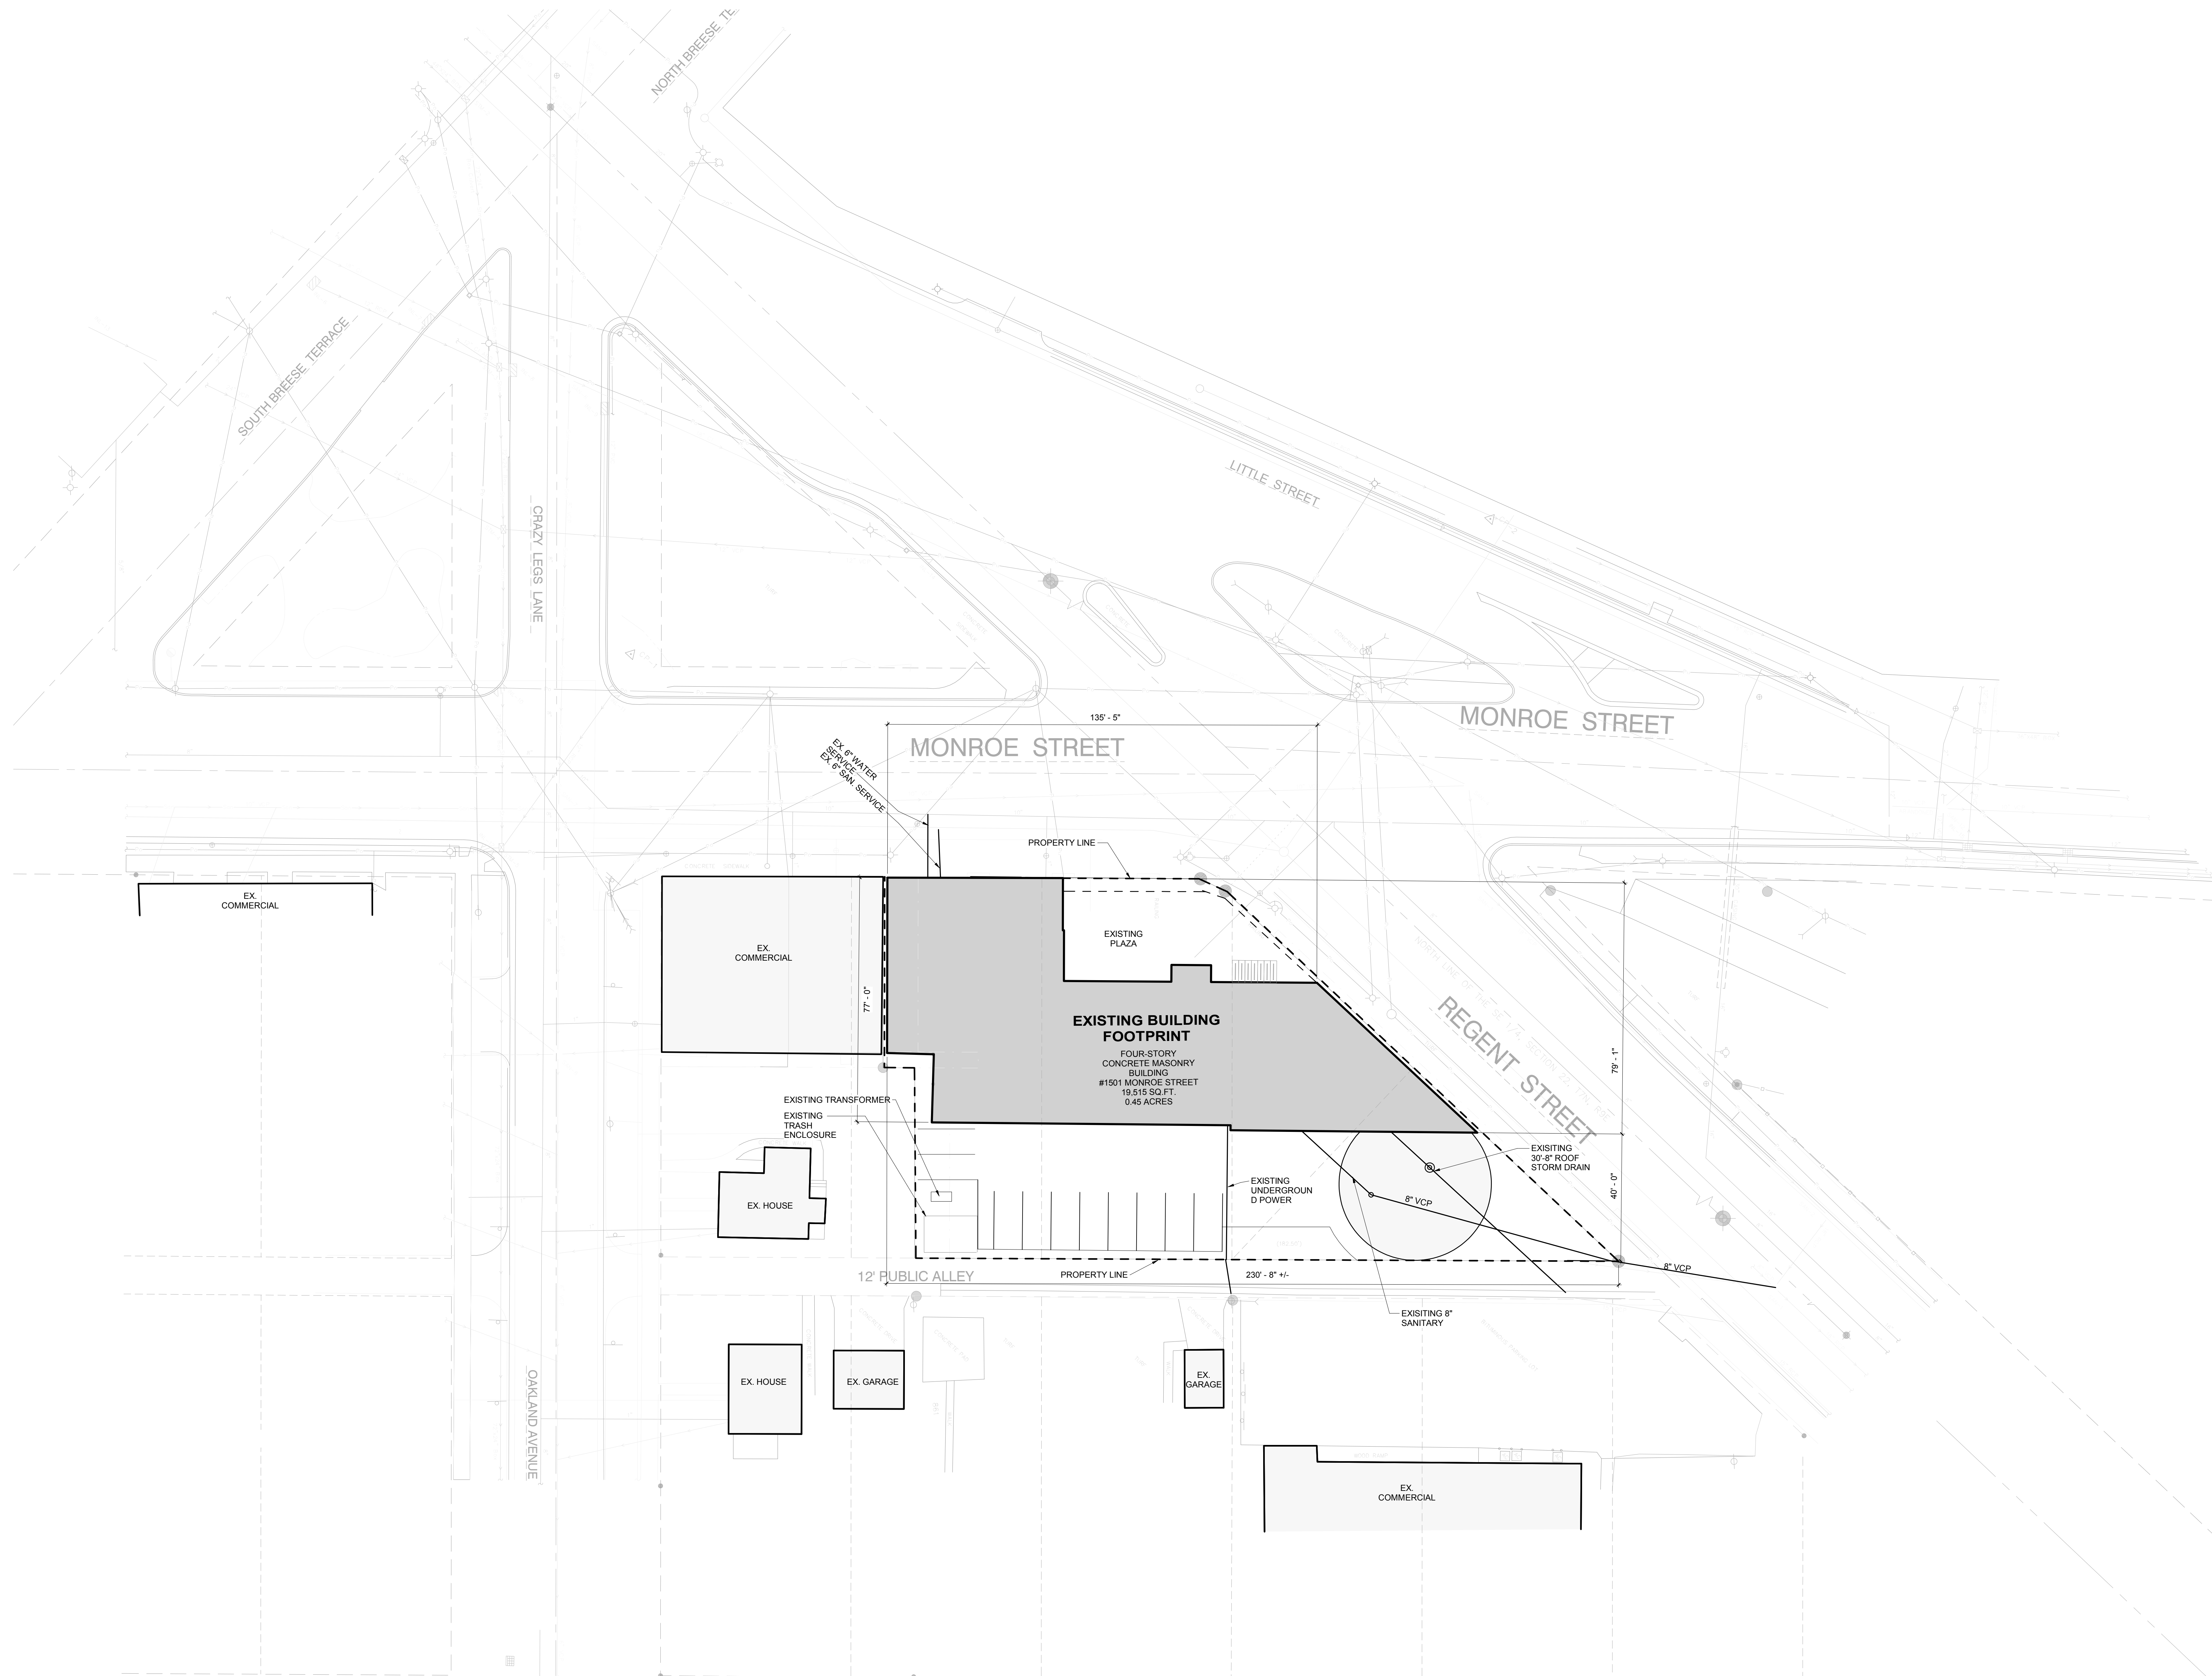 NORTH BREESE TE
SOUTH BREESE TERRACE
CRAZY LEGS LANE
LITTLE STREET
MONROE STREET
135' - 5"
MONROE STREET
EX. 6" WATER
SERVICE
EX. 6" SAN. SERVICE
PROPERTY LINE
CONCRETE SIDEWALK
EX.
COMMERCIAL
EX.
COMMERCIAL
EXISTING
PLAZA
77' - 0"
EXISTING BUILDING
FOOTPRINT
FOUR-STORY
CONCRETE MASONRY
BUILDING
#1501 MONROE STREET
19,515 SQ.FT.
0.45 ACRES
REGENT STREET
79' - 1"
EXISTING TRANSFORMER
EXISTING
TRASH
ENCLOSURE
EX. HOUSE
EXISTING
UNDERGROUN
D POWER
8" VCP
EXISITING
30'-8" ROOF
STORM DRAIN
40' - 0"
12' PUBLIC ALLEY
PROPERTY LINE
230' - 8" +/-
8" VCP
EXISITING 8"
SANITARY
OAKLAND AVENUE
EX. HOUSE
EX. GARAGE
EX.
GARAGE
EX.
COMMERCIAL